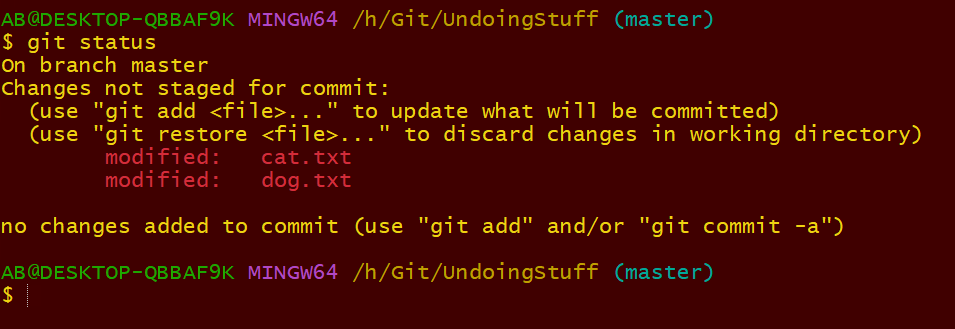 AB@DESKTOP-QBBAF9K MINGW64 /h/Git/UndoingStuff (master)
$ git status
On branch master
Changes not staged for commit:
  (use "git add <file>..." to update what will be committed)
  (use "git restore <file>..." to discard changes in working directory)
        modified:   cat.txt
        modified:   dog.txt

no changes added to commit (use "git add" and/or "git commit -a")

AB@DESKTOP-QBBAF9K MINGW64 /h/Git/UndoingStuff (master)
$